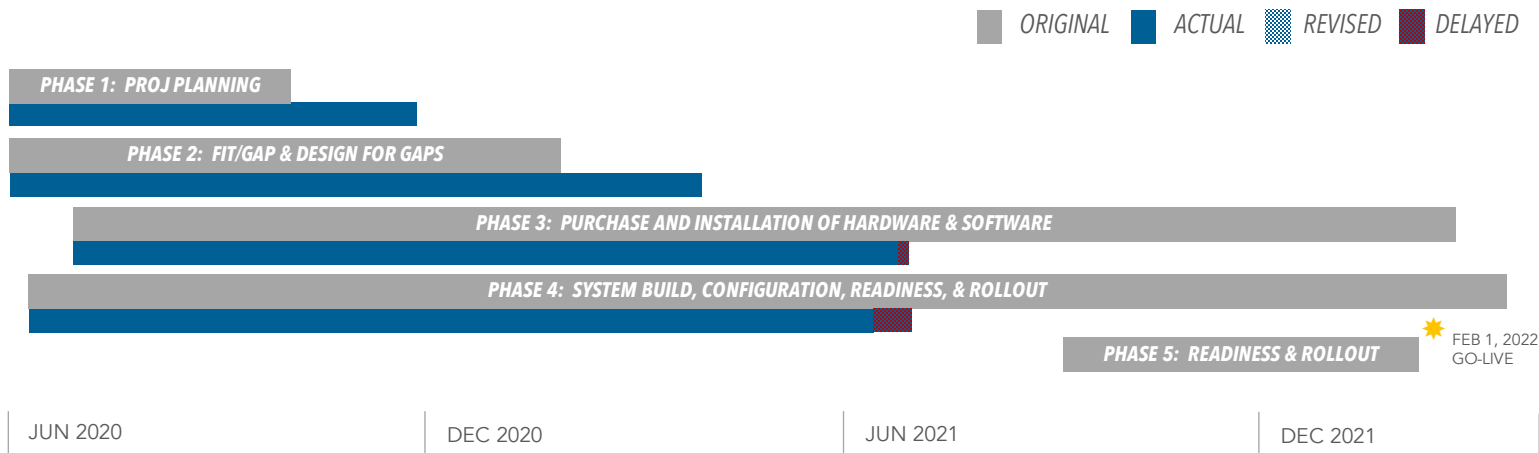 ORIGINAL ACTUAL REVISED DELAYED
PHASE 1: PROJ PLANNING
PHASE 2: FIT/GAP & DESIGN FOR GAPS
PHASE 3: PURCHASE AND INSTALLATION OF HARDWARE & SOFTWARE
PHASE 4: SYSTEM BUILD, CONFIGURATION, READINESS, & ROLLOUT
PHASE 5: READINESS & ROLLOUT
FEB 1, 2022
GO-LIVE
JUN 2020 DEC 2020 JUN 2021 DEC 2021